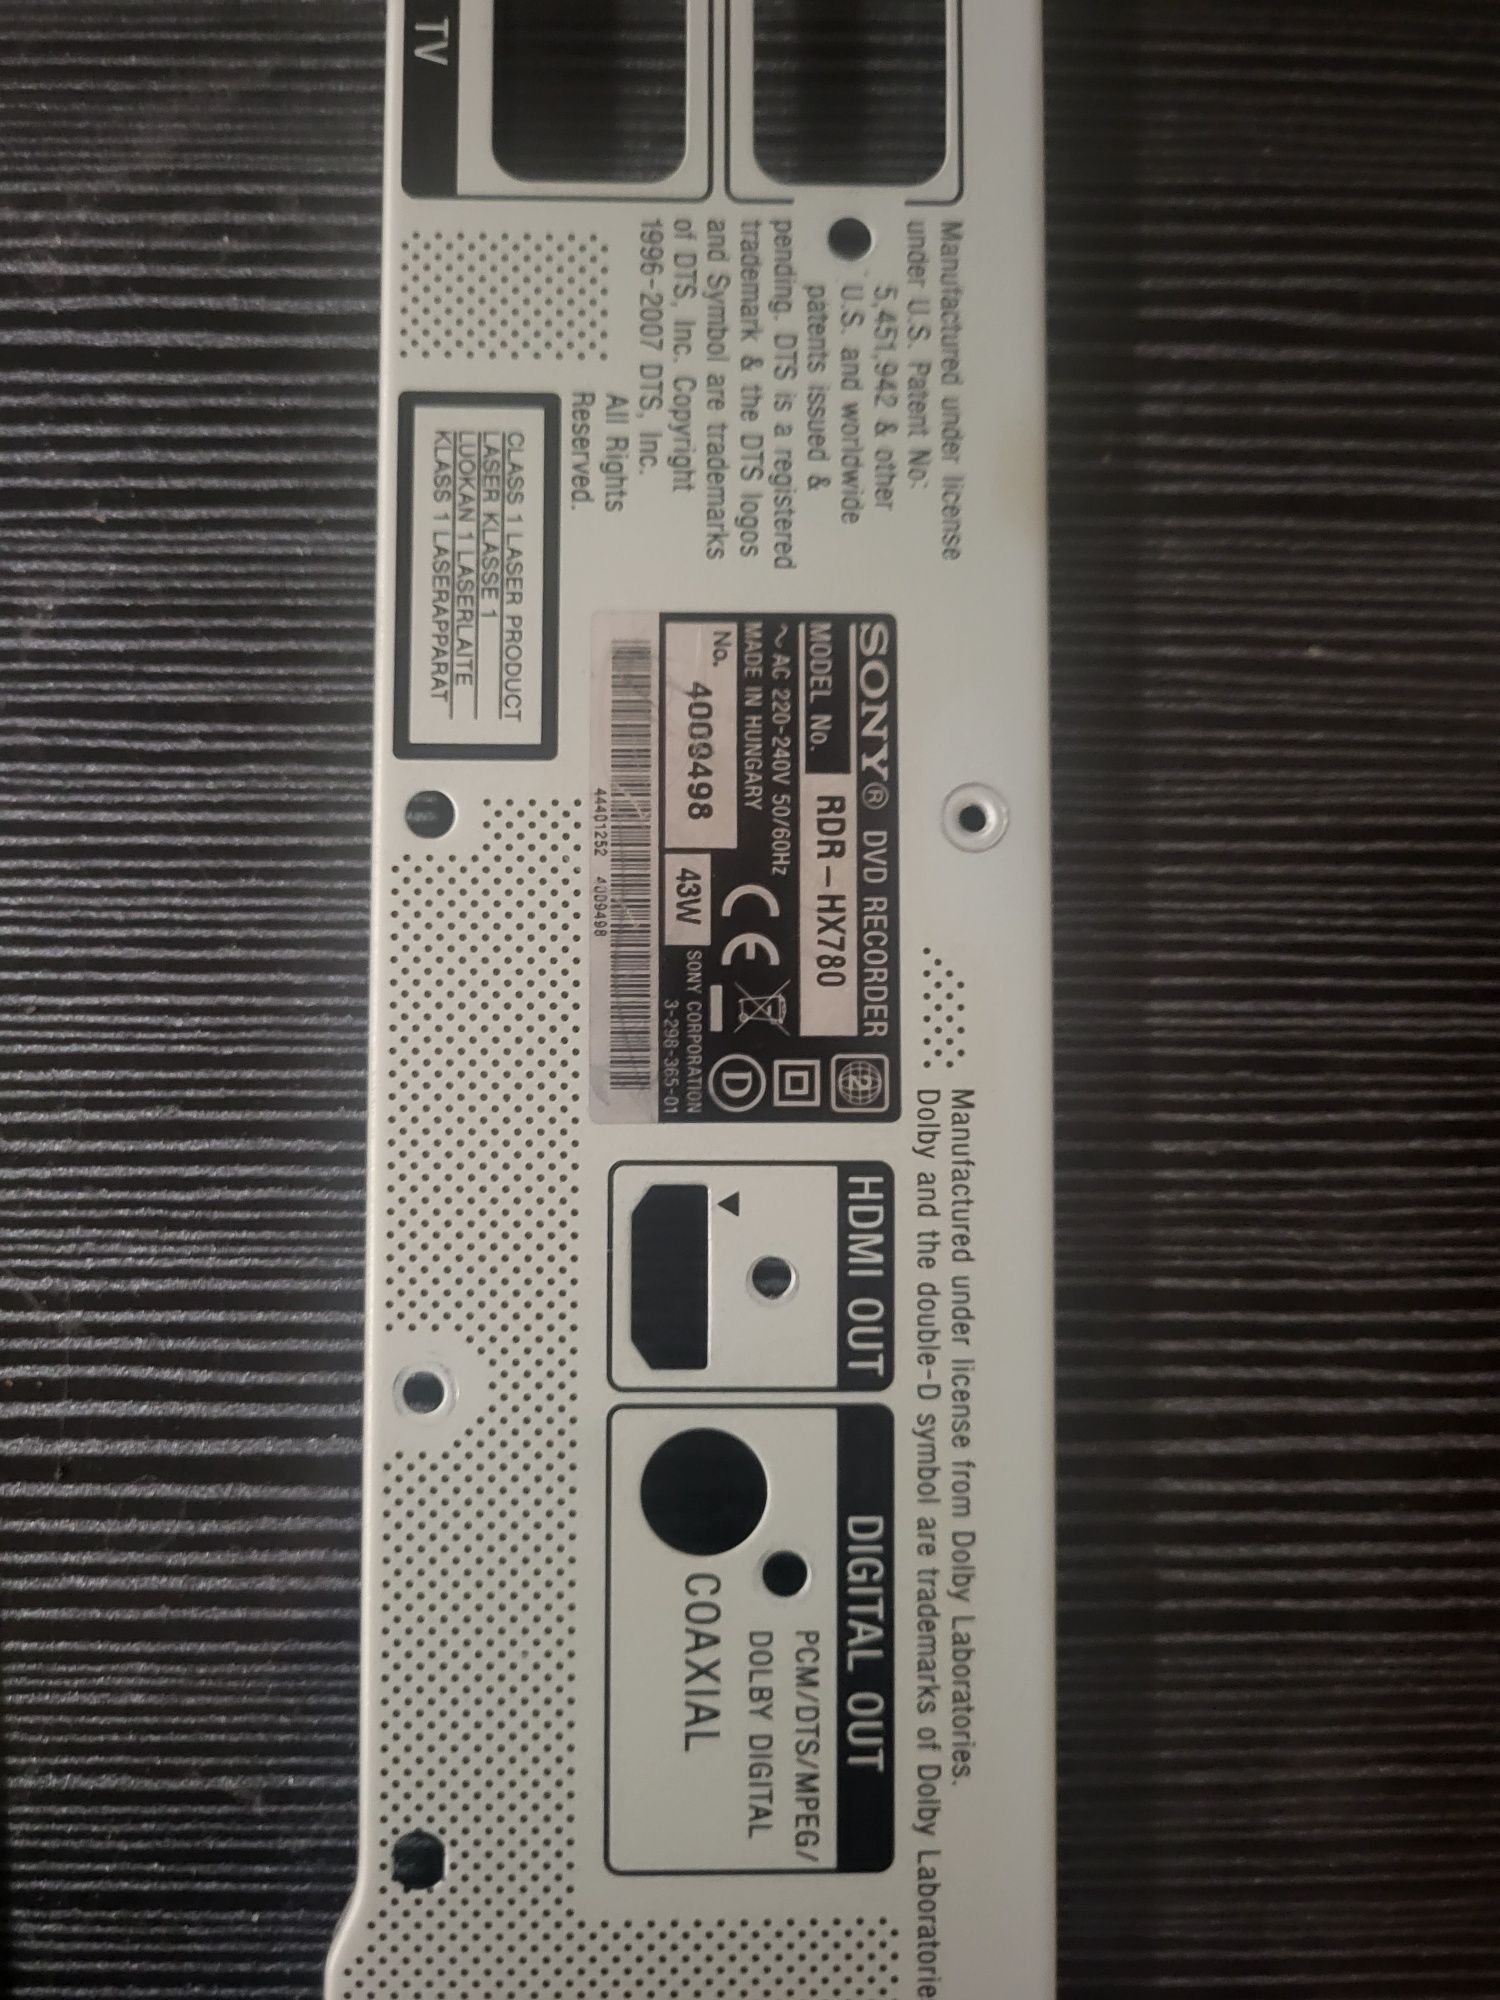 TV
Manufactured under license
under U.S. Patent No:
5,451,942 & other
U.S. and worldwide
patents issued &
pending. DTS is a registered
trademark & the DTS logos
and Symbol are trademarks
of DTS, Inc. Copyright
1996-2007 DTS, Inc.
All Rights
Reserved.
CLASS 1 LASER PRODUCT
LASER KLASSE 1
LUOKAN 1 LASERLAITE
KLASS 1 LASERAPPARAT
SONY® DVD RECORDER
MODEL No. RDR-HX780
~ AC 220-240V 50/60Hz
MADE IN HUNGARY
No. 4009498 43W
SONY CORPORATION
3-298-365-01
44401252 4009498
2
D
Manufactured under license from Dolby Laboratories.
Dolby and the double-D symbol are trademarks of Dolby Laboratorie
HDMI OUT
DIGITAL OUT
PCM/DTS/MPEG/
DOLBY DIGITAL
COAXIAL